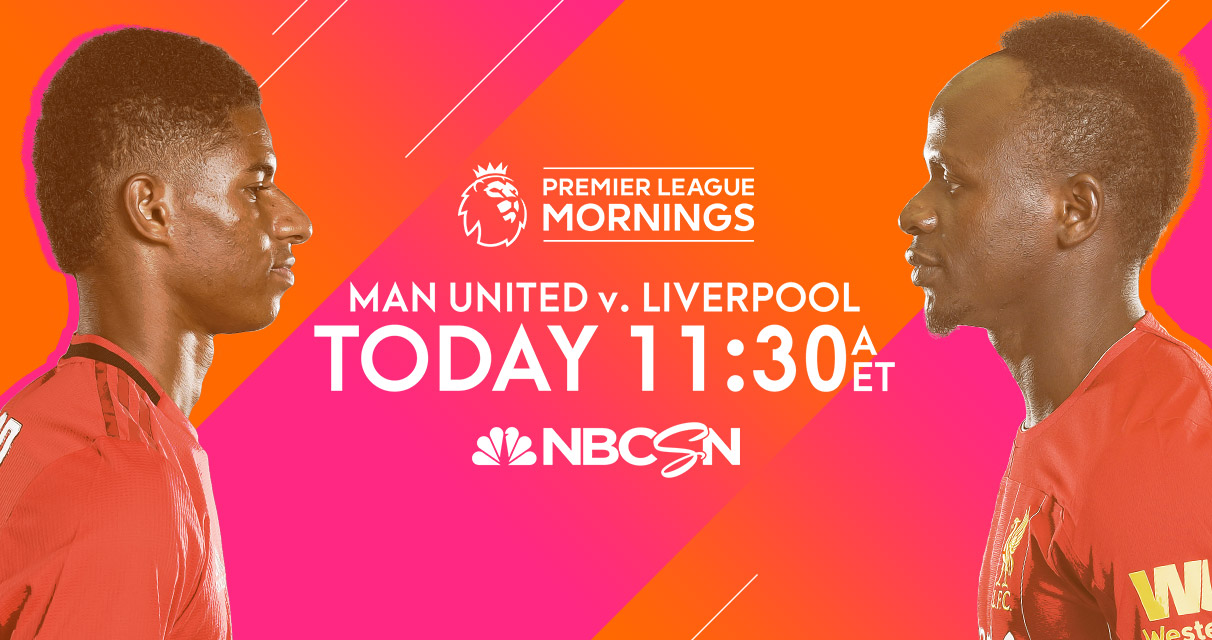 PREMIER LEAGUE
MORNINGS
MAN UNITED v. LIVERPOOL
TODAY 11:30A ET
NBCSN
L.F.C.